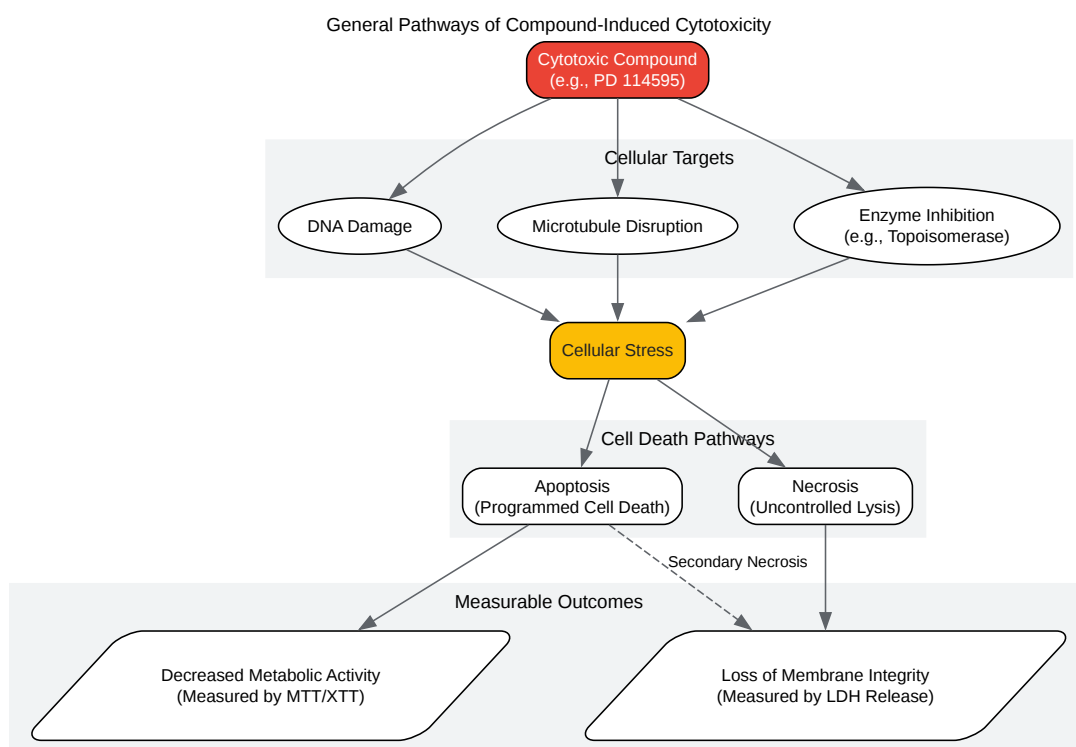 General Pathways of Compound-Induced Cytotoxicity
Cytotoxic Compound
(e.g., PD 114595)
Cellular Targets
DNA Damage
Microtubule Disruption
Enzyme Inhibition
(e.g., Topoisomerase)
Cellular Stress
Cell Death Pathways
Apoptosis
(Programmed Cell Death)
Necrosis
(Uncontrolled Lysis)
Secondary Necrosis
Measurable Outcomes
Decreased Metabolic Activity
(Measured by MTT/XTT)
Loss of Membrane Integrity
(Measured by LDH Release)